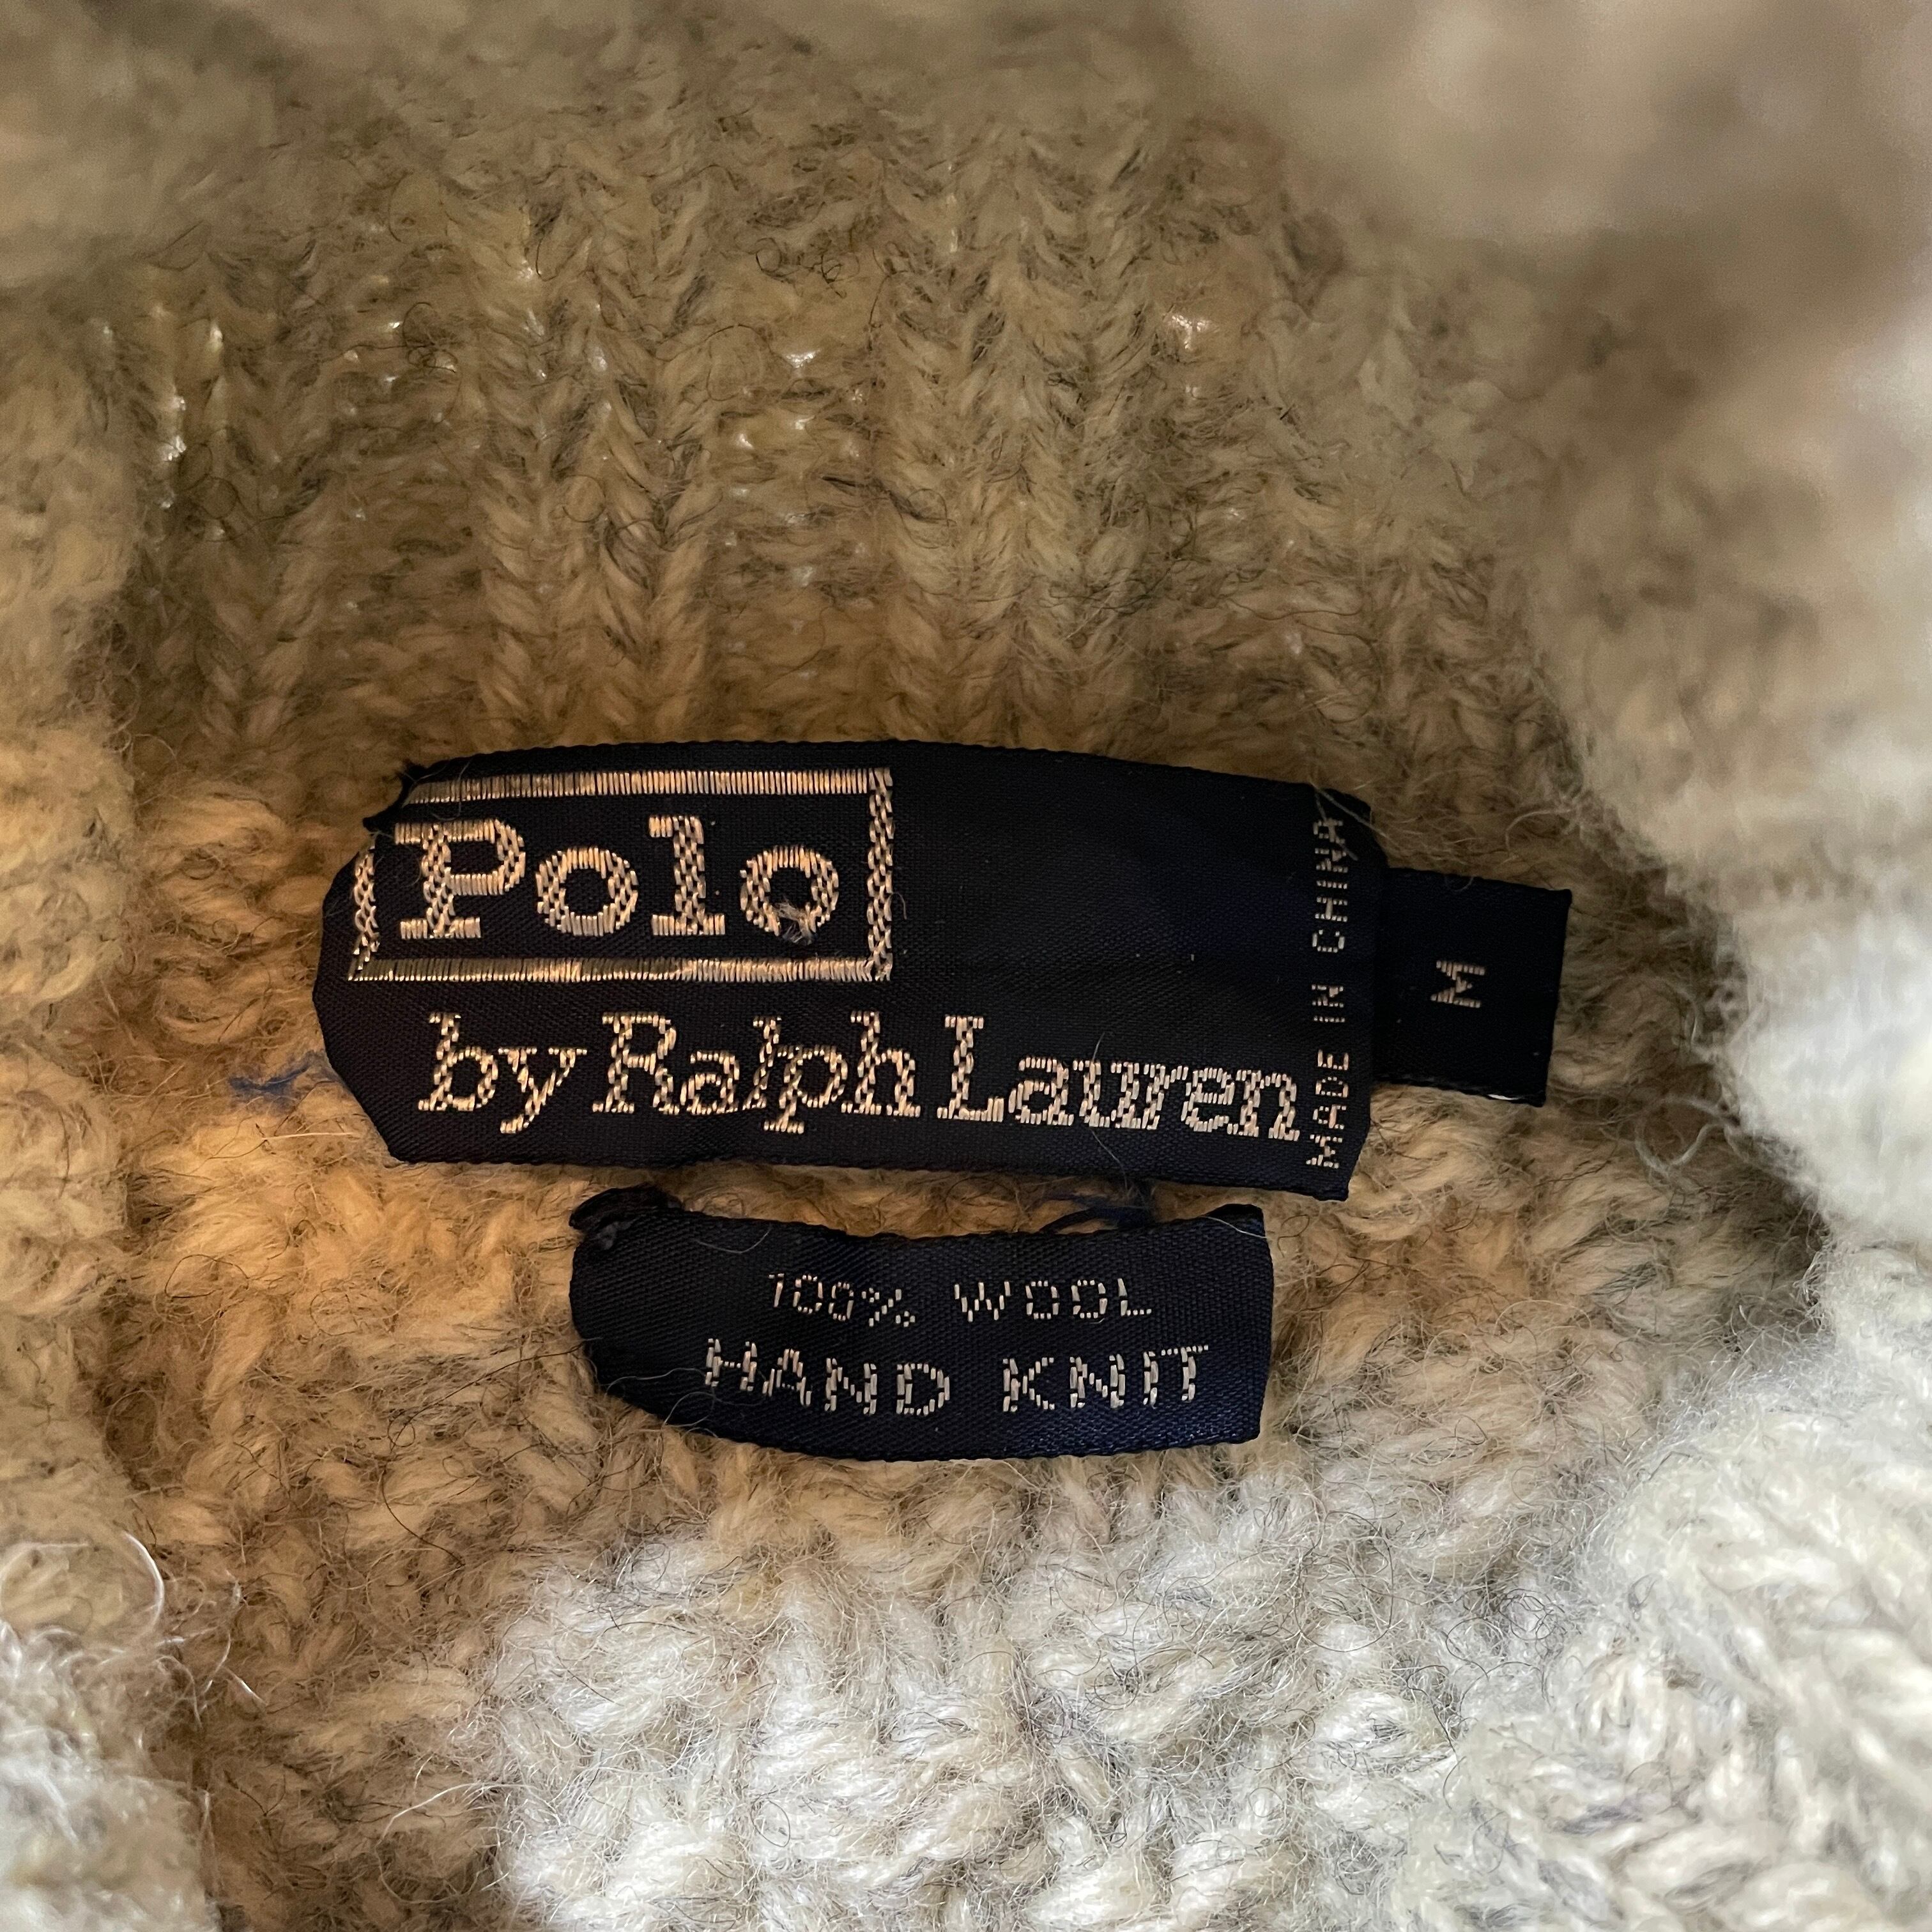 Polo
by Ralph Lauren
MADE IN CHINA
M
100% WOOL
HAND KNIT